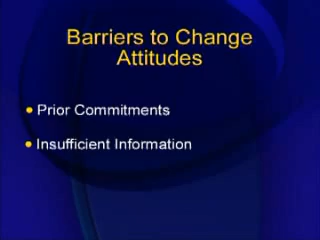 Barriers to Change
Attitudes
Prior Commitments
Insufficient Information